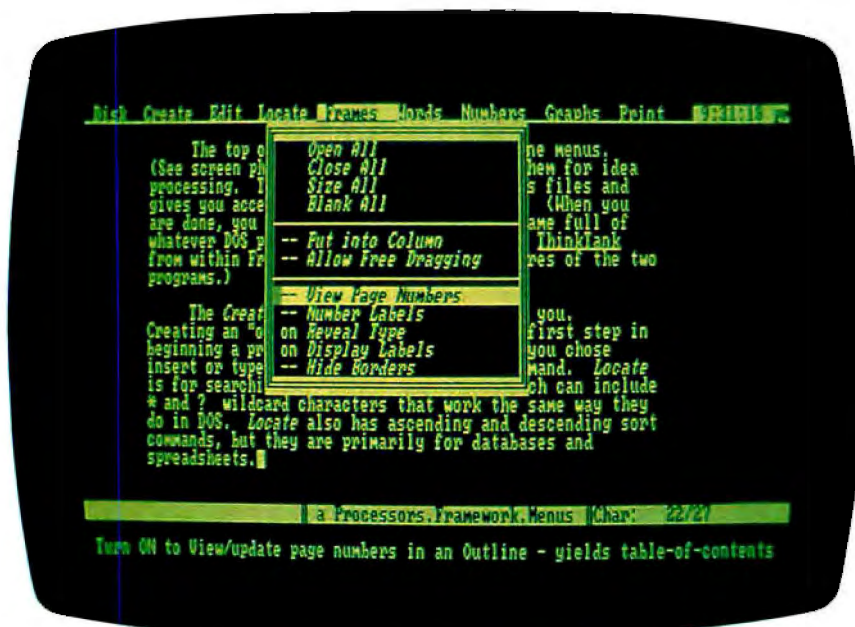 Disk Create Edit Locate Frames Words Numbers Graphs Print
The top o Open All ne menus.
(See screen ph Close All hem for idea
processing. I Size All s files and
gives you acce Blank All (When you
are done, you ame full of
whatever DOS p -- Put into Column ThinkTank
from within Fr -- Allow Free Dragging res of the two
programs.)
-- View Page Numbers
The Creat -- Number Labels you.
Creating an "o on Reveal Type first step in
beginning a pr on Display Labels you chose
insert or type -- Hide Borders mand. Locate
is for searchi ch can include
* and ? wildcard characters that work the same way they
do in DOS. Locate also has ascending and descending sort
commands, but they are primarily for databases and
spreadsheets.
a Processors.Framework.Menus Char: 22/27
Turn ON to View/update page numbers in an Outline - yields table-of-contents